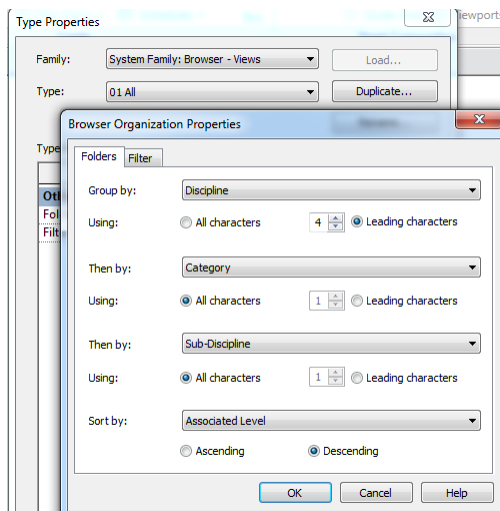 iewport
Type Properties
Family: System Family: Browser - Views Load...
Type: 01 All Duplicate...
Browser Organization Properties
Type
Folders Filter
Group by: Discipline
Using: All characters 4 Leading characters
Then by: Category
Using: All characters 1 Leading characters
Then by: Sub-Discipline
Using: All characters 1 Leading characters
Sort by: Associated Level
Ascending Descending
OK Cancel Help